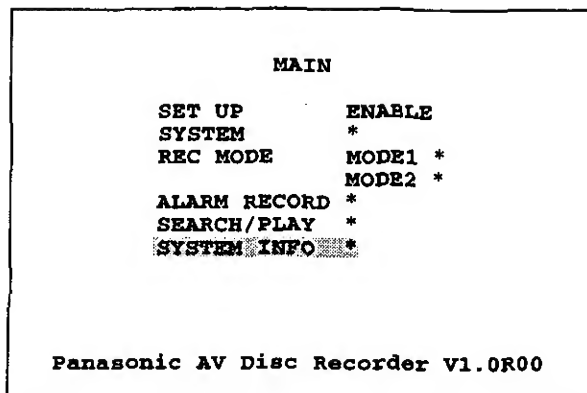 MAIN
SET UP ENABLE
SYSTEM *
REC MODE MODE1 *
MODE2 *
ALARM RECORD *
SEARCH/PLAY *
SYSTEM INFO *
Panasonic AV Disc Recorder V1.0R00